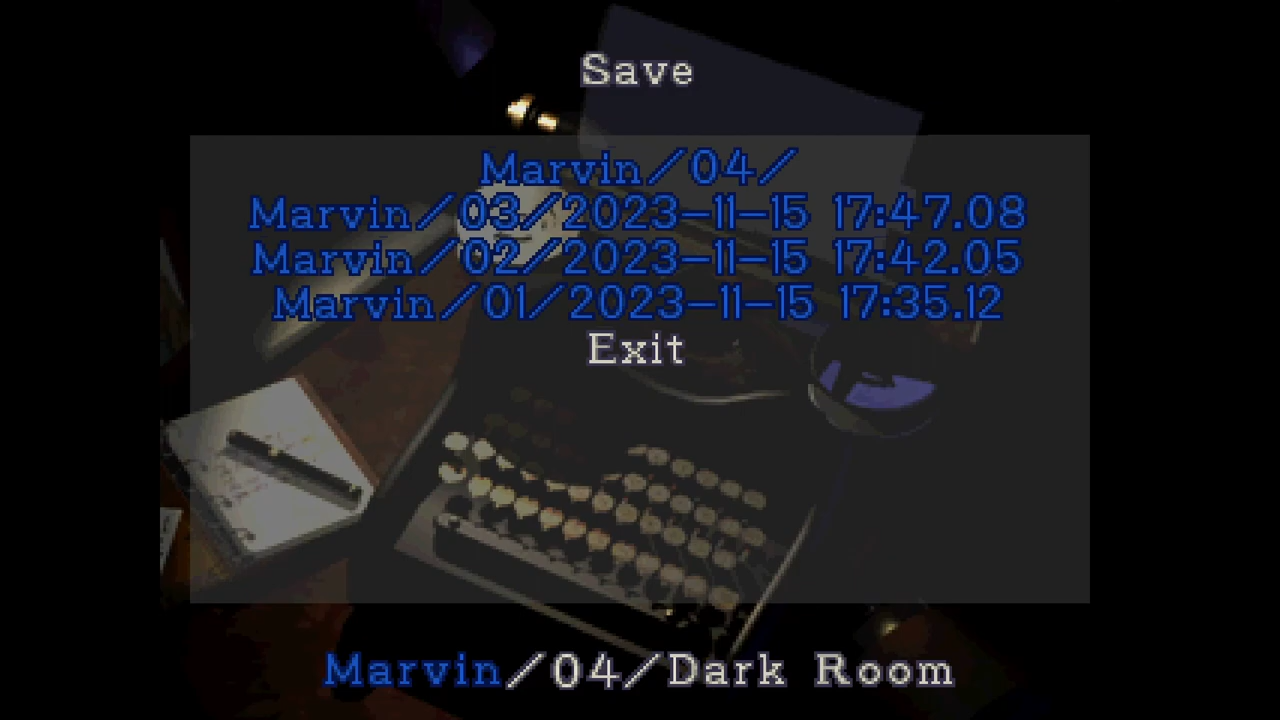 Save
Marvin/04/
Marvin/03/2023-11-15 17:47.08
Marvin/02/2023-11-15 17:42.05
Marvin/01/2023-11-15 17:35.12
Exit
Marvin/04/Dark Room